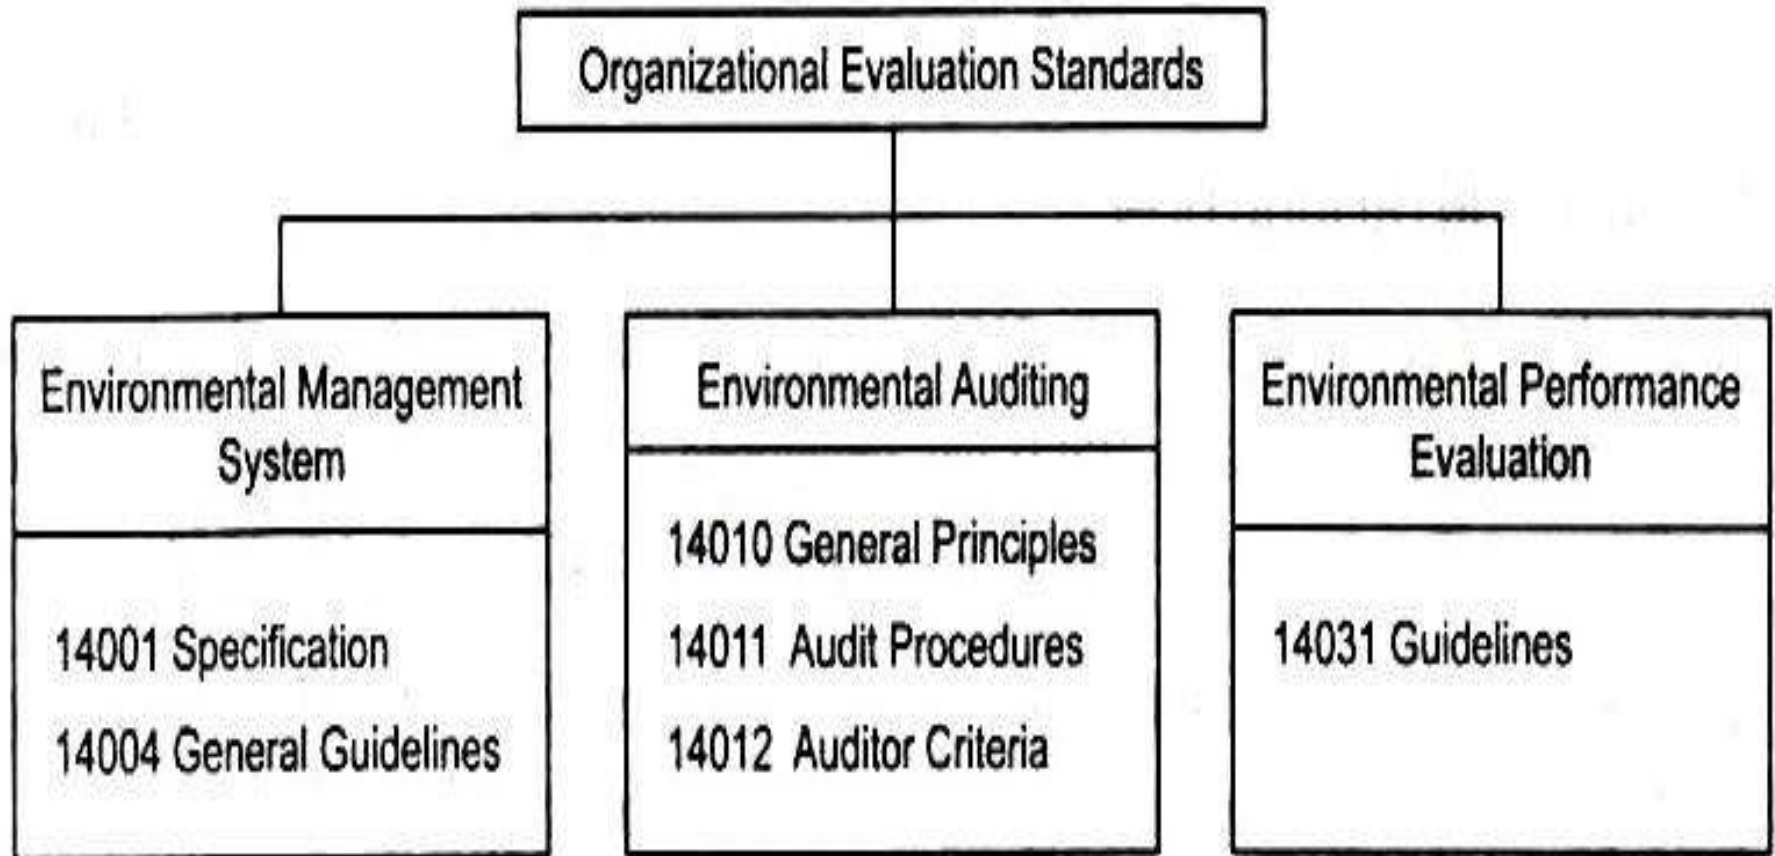 Organizational Evaluation Standards
Environmental Management
System
14001 Specification
14004 General Guidelines
Environmental Auditing
14010 General Principles
14011 Audit Procedures
14012 Auditor Criteria
Environmental Performance
Evaluation
14031 Guidelines